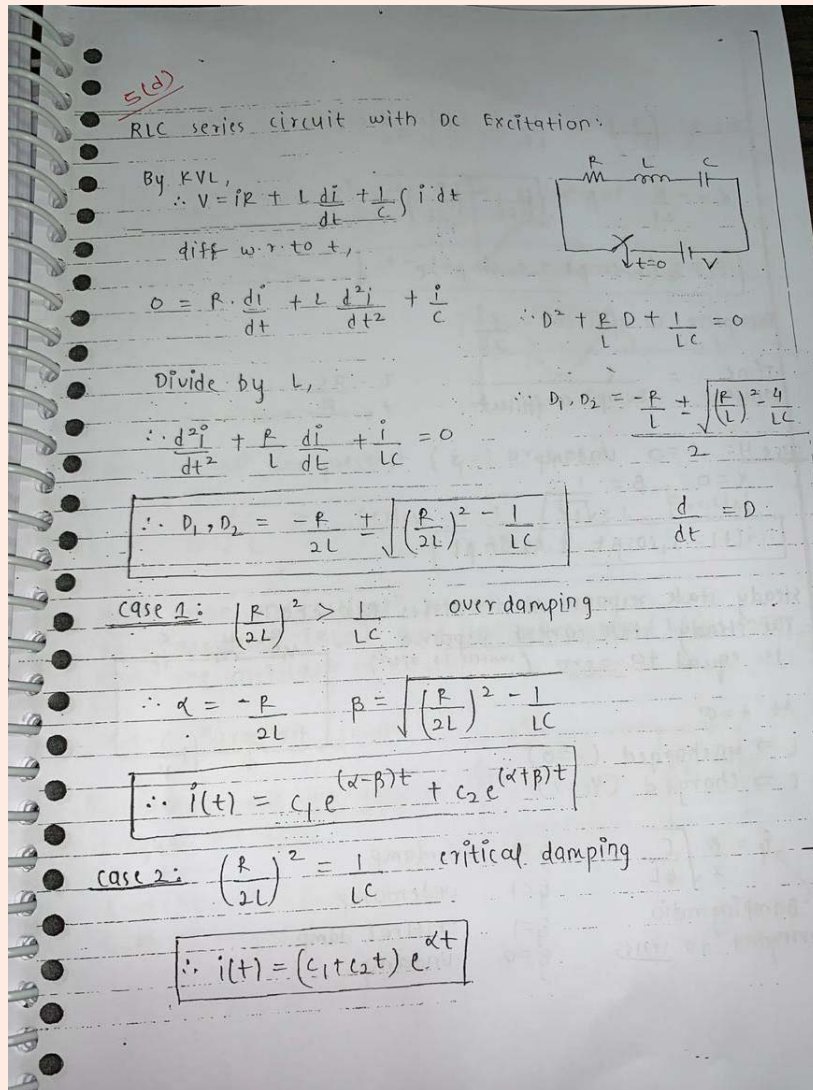 5(d)
RLC series circuit with DC Excitation:
By KVL,
∴ V = iR + L di/dt + 1/C ∫ i dt
R L C
t=0 V
diff w.r.to t,
0 = R. di/dt + L d²i/dt² + i/C
∴ D² + R/L D + 1/LC = 0
Divide by L,
∴ D₁, D₂ = (-R/L ± √((R/L)² - 4/LC)) / 2
∴ d²i/dt² + R/L di/dt + i/LC = 0
∴ D₁, D₂ = -R/2L ± √((R/2L)² - 1/LC)
d/dt = D
case 1: (R/2L)² > 1/LC over damping
∴ α = -R/2L β = √((R/2L)² - 1/LC)
∴ i(t) = c₁ e^(α-β)t + c₂ e^(α+β)t
case 2: (R/2L)² = 1/LC critical damping
∴ i(t) = (c₁+c₂t) e^αt